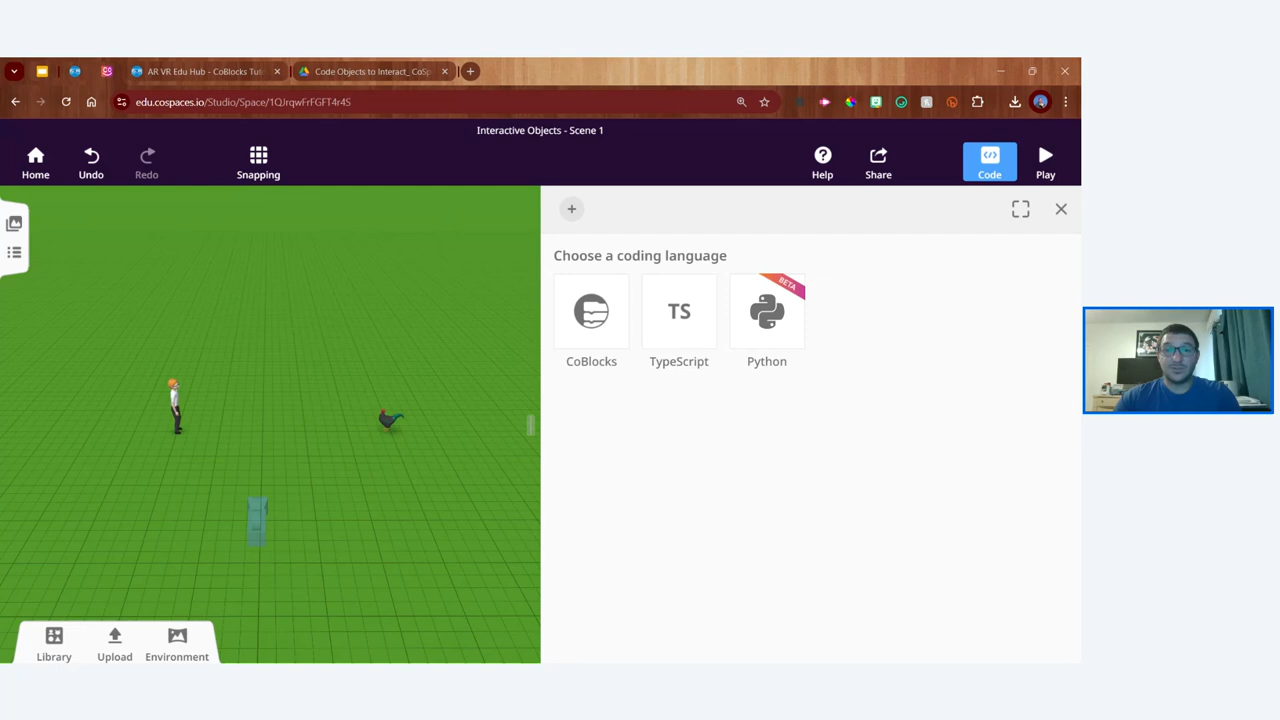 AR VR Edu Hub - CoBlocks Tut
Code Objects to Interact_ CoSp
edu.cospaces.io/Studio/Space/1QJrqwFrFGFT4r4S
Interactive Objects - Scene 1
Home
Undo
Redo
Snapping
Help
Share
Code
Play
Choose a coding language
BETA
TS
CoBlocks
TypeScript
Python
Library
Upload
Environment